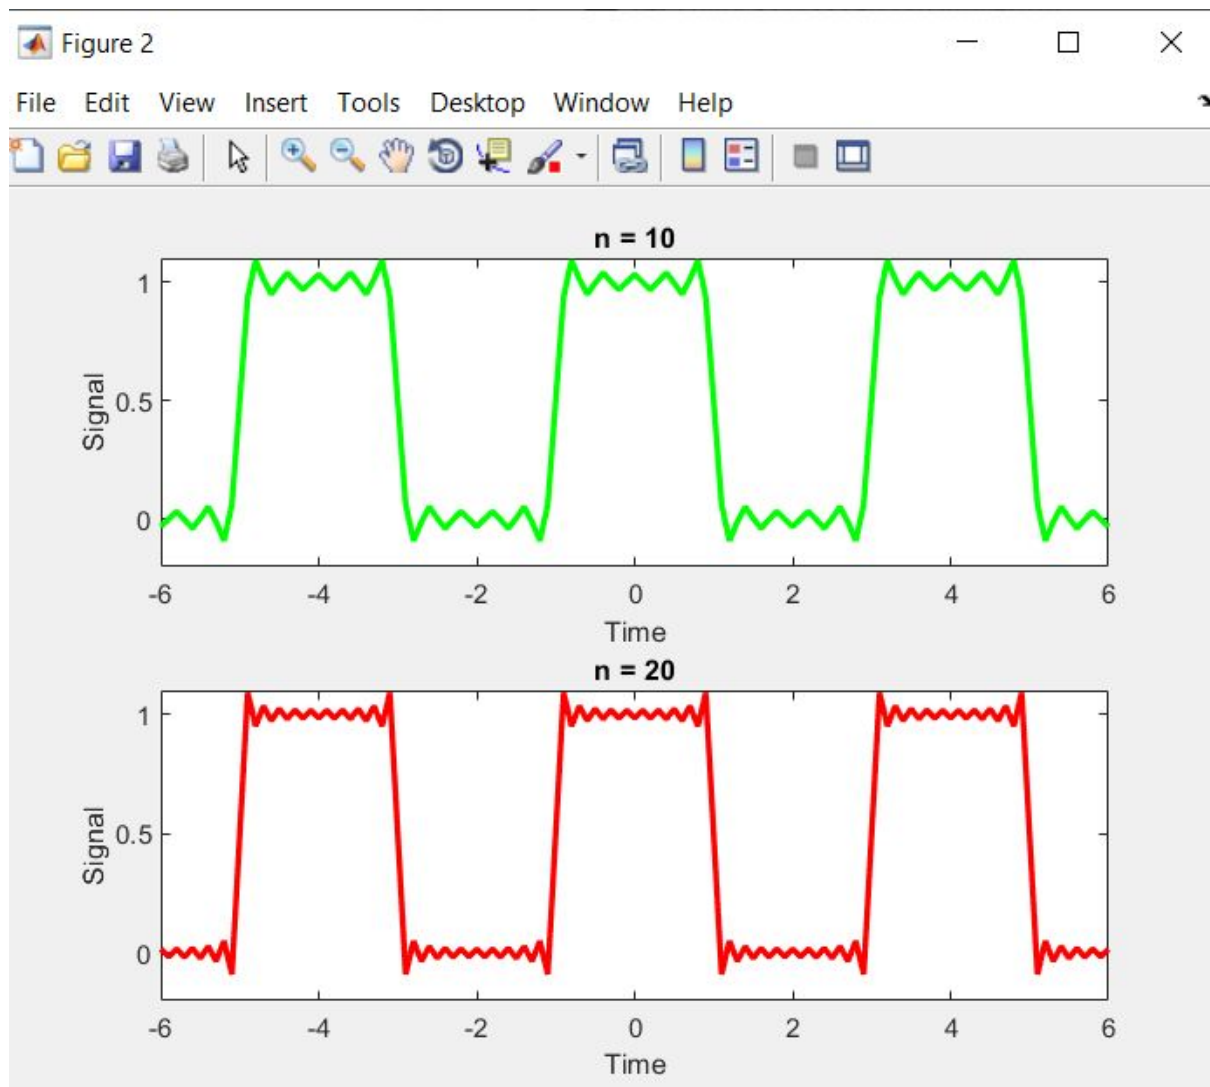 Figure 2
File Edit View Insert Tools Desktop Window Help
n = 10
1
0.5
0
Signal
-6 -4 -2 0 2 4 6
Time
n = 20
1
0.5
0
Signal
-6 -4 -2 0 2 4 6
Time